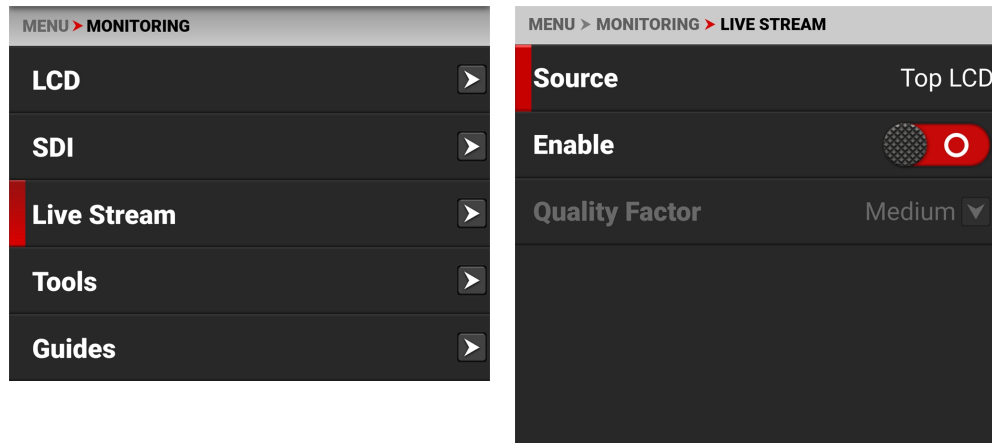 MENU > MONITORING
LCD
SDI
Live Stream
Tools
Guides
MENU > MONITORING > LIVE STREAM
Source Top LCD
Enable
Quality Factor Medium